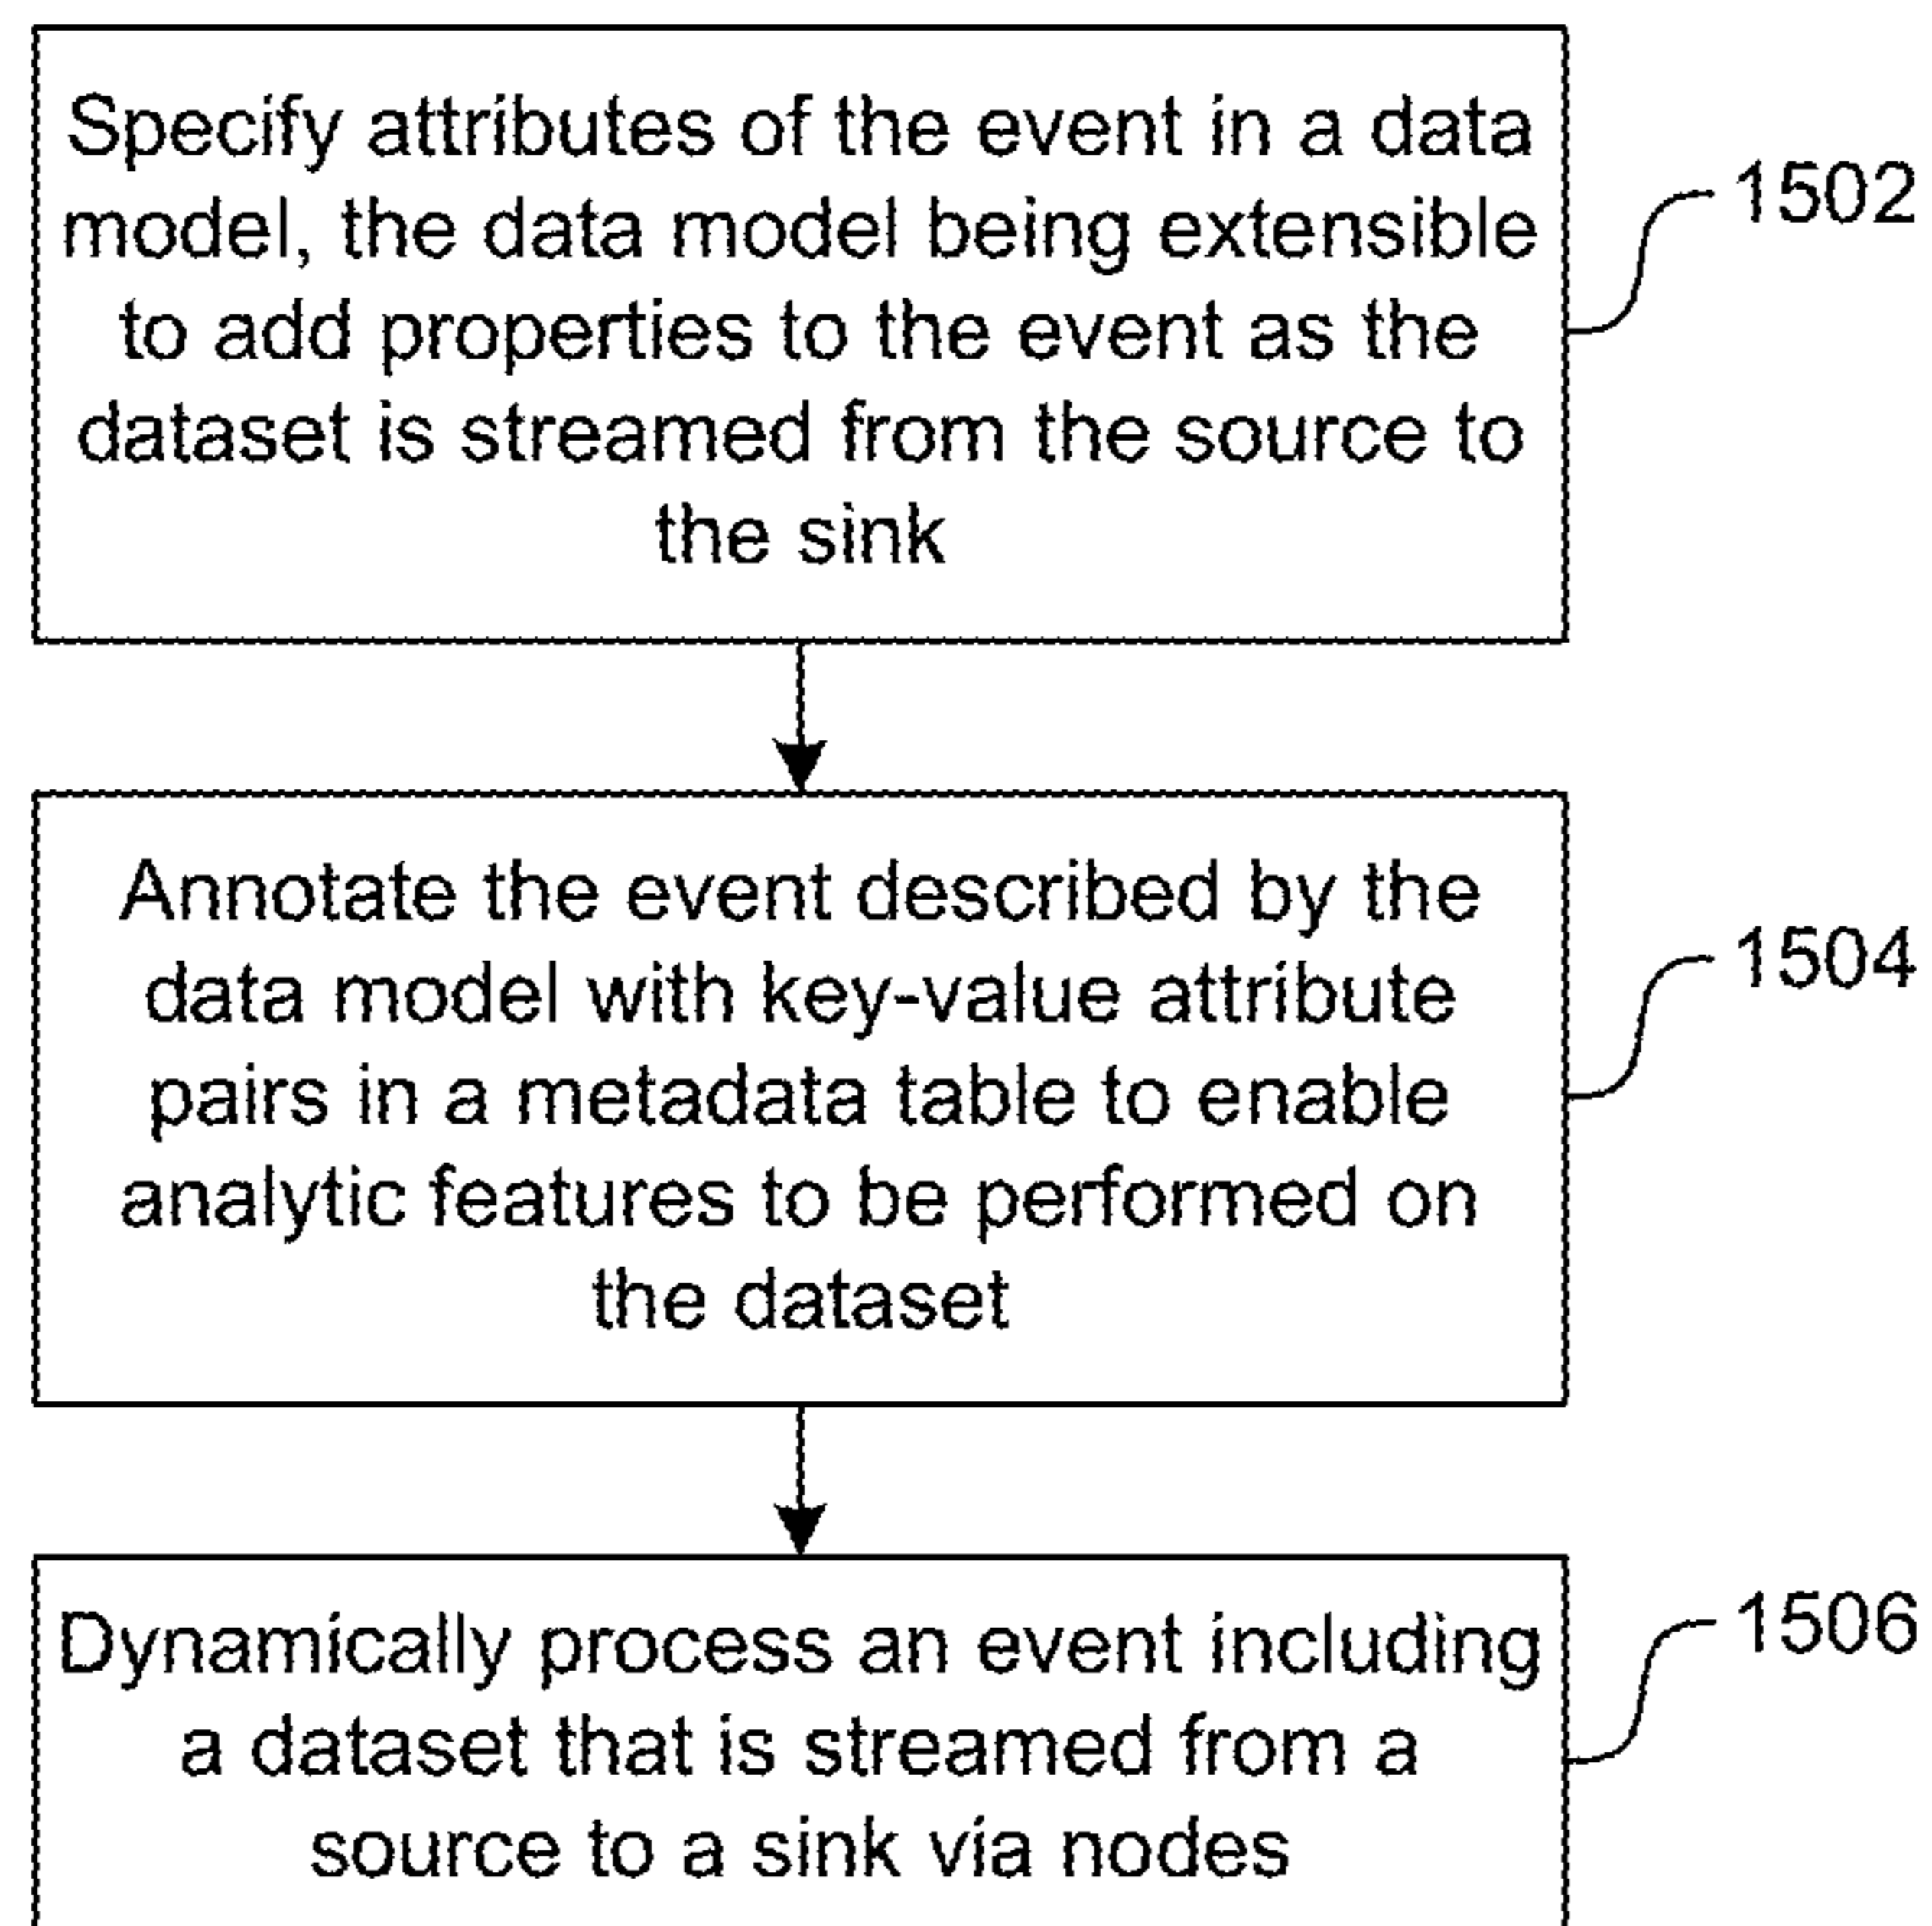 Specify attributes of the event in a data
model, the data model being extensible
to add properties to the event as the
dataset is streamed from the source to
the sink
1502
Annotate the event described by the
data model with key-value attribute
pairs in a metadata table to enable
analytic features to be performed on
the dataset
1504
Dynamically process an event including
a dataset that is streamed from a
source to a sink via nodes
1506